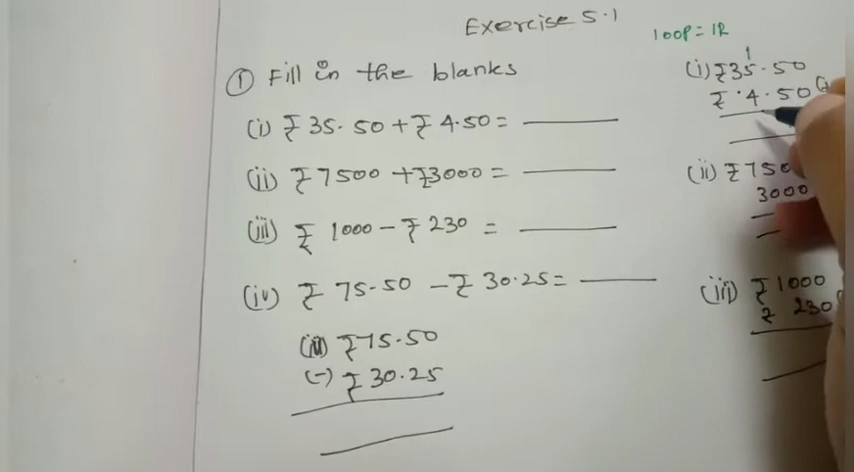 Exercise 5.1
100P = 1R
① Fill in the blanks
(i) ₹ 35.50 + ₹ 4.50 = ______
(ii) ₹ 7500 + ₹3000 = ______
(iii) ₹ 1000 - ₹ 230 = ______
(iv) ₹ 75.50 - ₹ 30.25 = ______
₹75.50
(-) ₹ 30.25
1
(i) ₹35.50
₹ 4.50
(ii) ₹750
3000
(iii) ₹1000
₹ 230